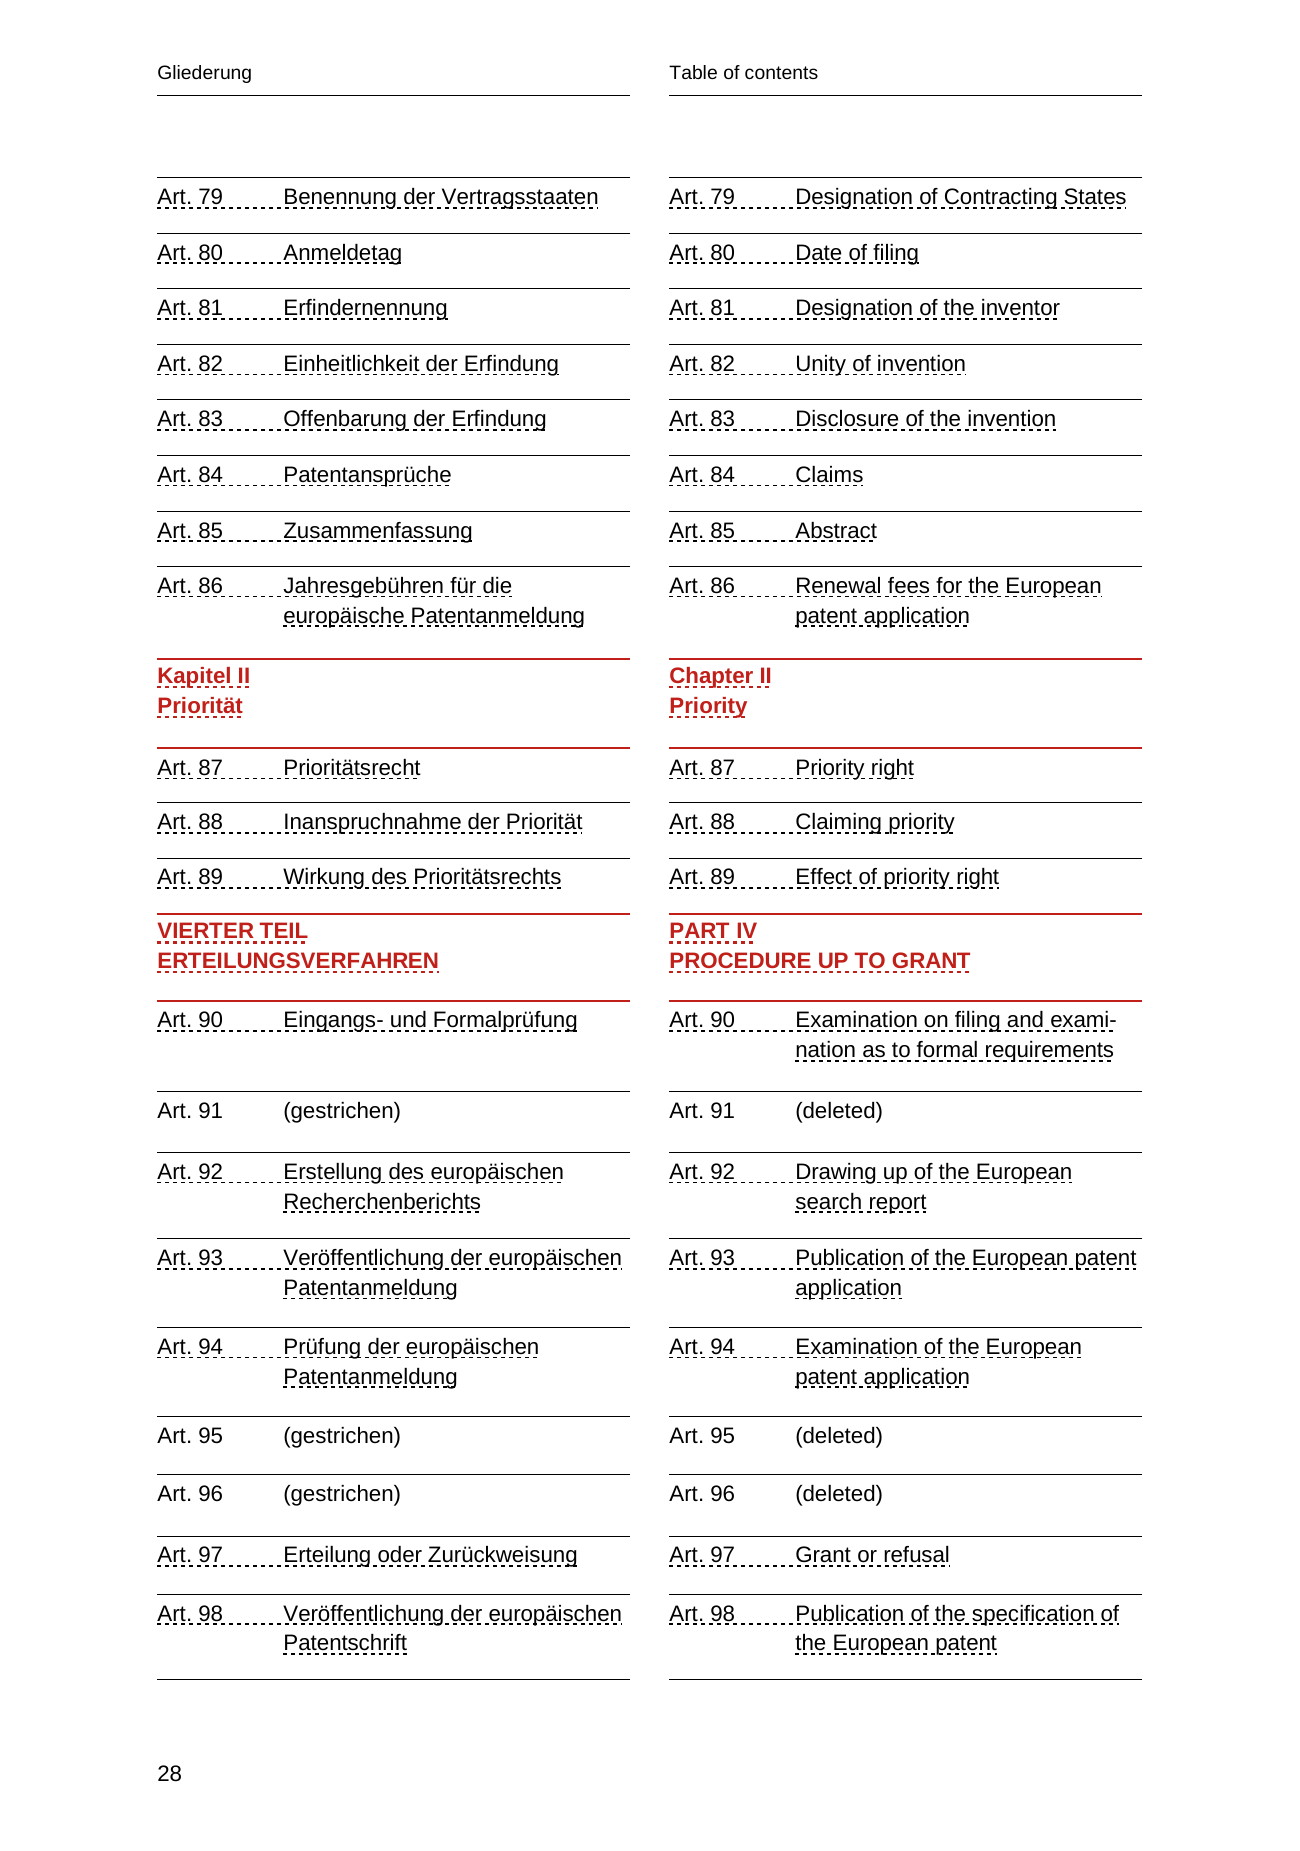 Gliederung
Art. 79 Benennung der Vertragsstaaten
Art. 80 Anmeldetag
Art. 81 Erfindernennung
Art. 82 Einheitlichkeit der Erfindung
Art. 83 Offenbarung der Erfindung
Art. 84 Patentansprüche
Art. 85 Zusammenfassung
Art. 86 Jahresgebühren für die
europäische Patentanmeldung
Kapitel II
Priorität
Art. 87 Prioritätsrecht
Art. 88 Inanspruchnahme der Priorität
Art. 89 Wirkung des Prioritätsrechts
VIERTER TEIL
ERTEILUNGSVERFAHREN
Art. 90 Eingangs- und Formalprüfung
Art. 91 (gestrichen)
Art. 92 Erstellung des europäischen
Recherchenberichts
Art. 93 Veröffentlichung der europäischen
Patentanmeldung
Art. 94 Prüfung der europäischen
Patentanmeldung
Art. 95 (gestrichen)
Art. 96 (gestrichen)
Art. 97 Erteilung oder Zurückweisung
Art. 98 Veröffentlichung der europäischen
Patentschrift
Table of contents
Art. 79 Designation of Contracting States
Art. 80 Date of filing
Art. 81 Designation of the inventor
Art. 82 Unity of invention
Art. 83 Disclosure of the invention
Art. 84 Claims
Art. 85 Abstract
Art. 86 Renewal fees for the European
patent application
Chapter II
Priority
Art. 87 Priority right
Art. 88 Claiming priority
Art. 89 Effect of priority right
PART IV
PROCEDURE UP TO GRANT
Art. 90 Examination on filing and exami-
nation as to formal requirements
Art. 91 (deleted)
Art. 92 Drawing up of the European
search report
Art. 93 Publication of the European patent
application
Art. 94 Examination of the European
patent application
Art. 95 (deleted)
Art. 96 (deleted)
Art. 97 Grant or refusal
Art. 98 Publication of the specification of
the European patent
28